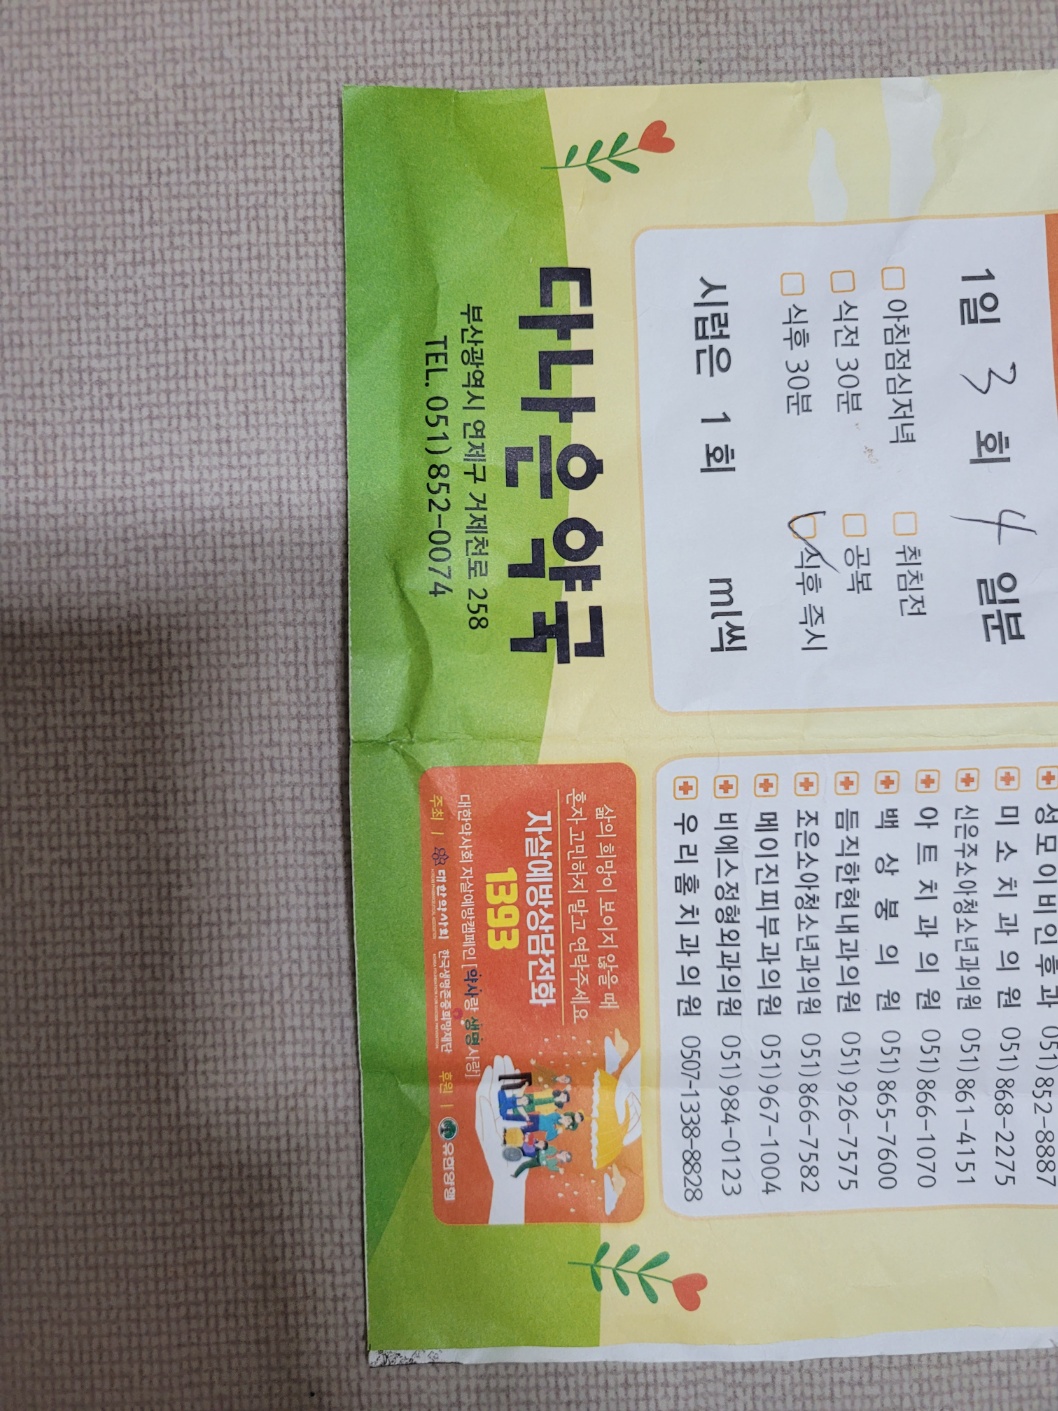 1일 3 회 4 일분
□ 아침점심저녁 □ 취침전
□ 식전 30분 □ 공복
□ 식후 30분 ☑ 식후 즉시
시럽은 1 회 ml씩
다나은약국
부산광역시 연제구 거제천로 258
TEL. 051) 852-0074
이비인후과 051) 852-8887
미소치과의원 051) 868-2275
신은주소아청소년과의원 051) 861-4151
아트치과의원 051) 866-1070
백상봉의원 051) 865-7600
듬직한현내과의원 051) 926-7575
조은소아청소년과의원 051) 866-7582
메이진피부과의원 051) 967-1004
비에스정형외과의원 051) 984-0123
우리홈치과의원 0507-1338-8828
삶의 희망이 보이지 않을 때
혼자 고민하지 말고 연락주세요
자살예방상담전화
1393
대한약사회 자살예방캠페인 [약사랑 생명사랑]
주최 | 대한약사회 한국생명존중희망재단 후원 | 유한양행